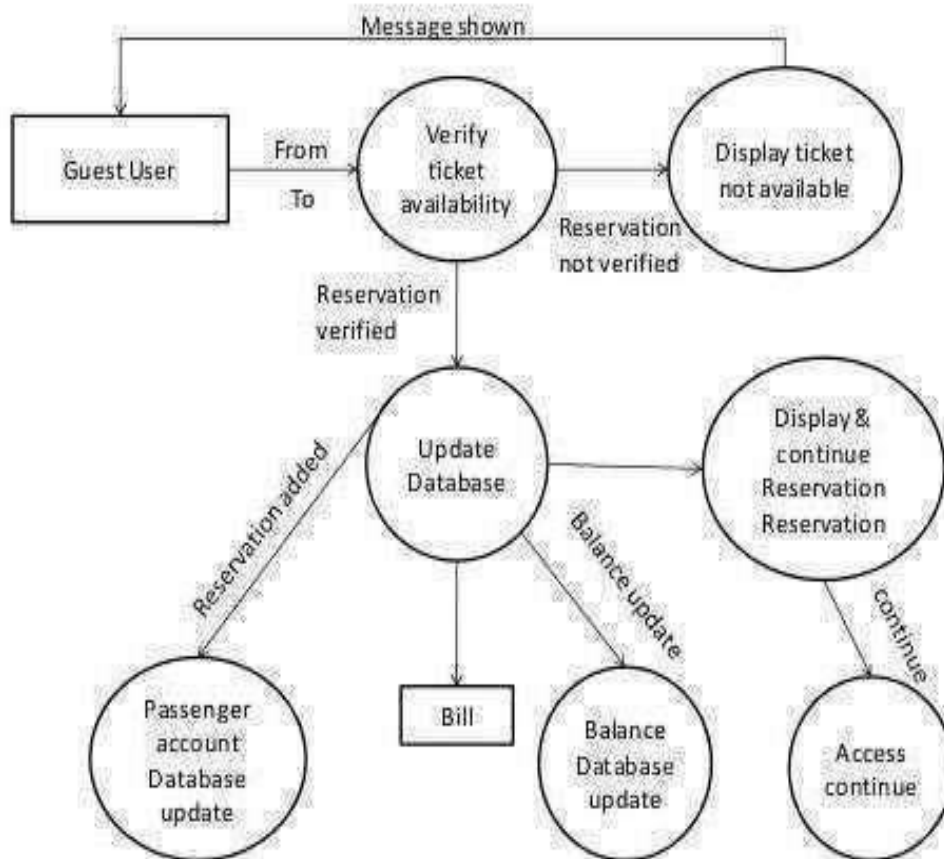 Message shown
Guest User
From
To
Verify
ticket
availability
Display ticket
not available
Reservation
not verified
Reservation
verified
Update
Database
Display &
continue
Reservation
Reservation
Reservation added
Balance update
continue
Passenger
account
Database
update
Bill
Balance
Database
update
Access
continue